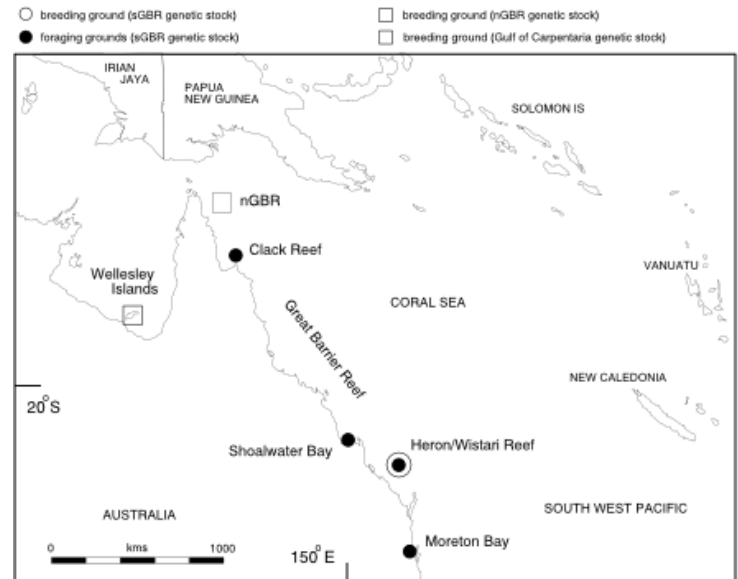 breeding ground (sGBR genetic stock)
breeding ground (nGBR genetic stock)
foraging grounds (sGBR genetic stock)
breeding ground (Gulf of Carpentaria genetic stock)
IRIAN
JAYA
PAPUA
NEW GUINEA
SOLOMON IS
nGBR
Clack Reef
Wellesley
Islands
VANUATU
CORAL SEA
Great Barrier Reef
NEW CALEDONIA
20°S
Shoalwater Bay
Heron/Wistari Reef
AUSTRALIA
SOUTH WEST PACIFIC
0 kms 1000
150°E
Moreton Bay